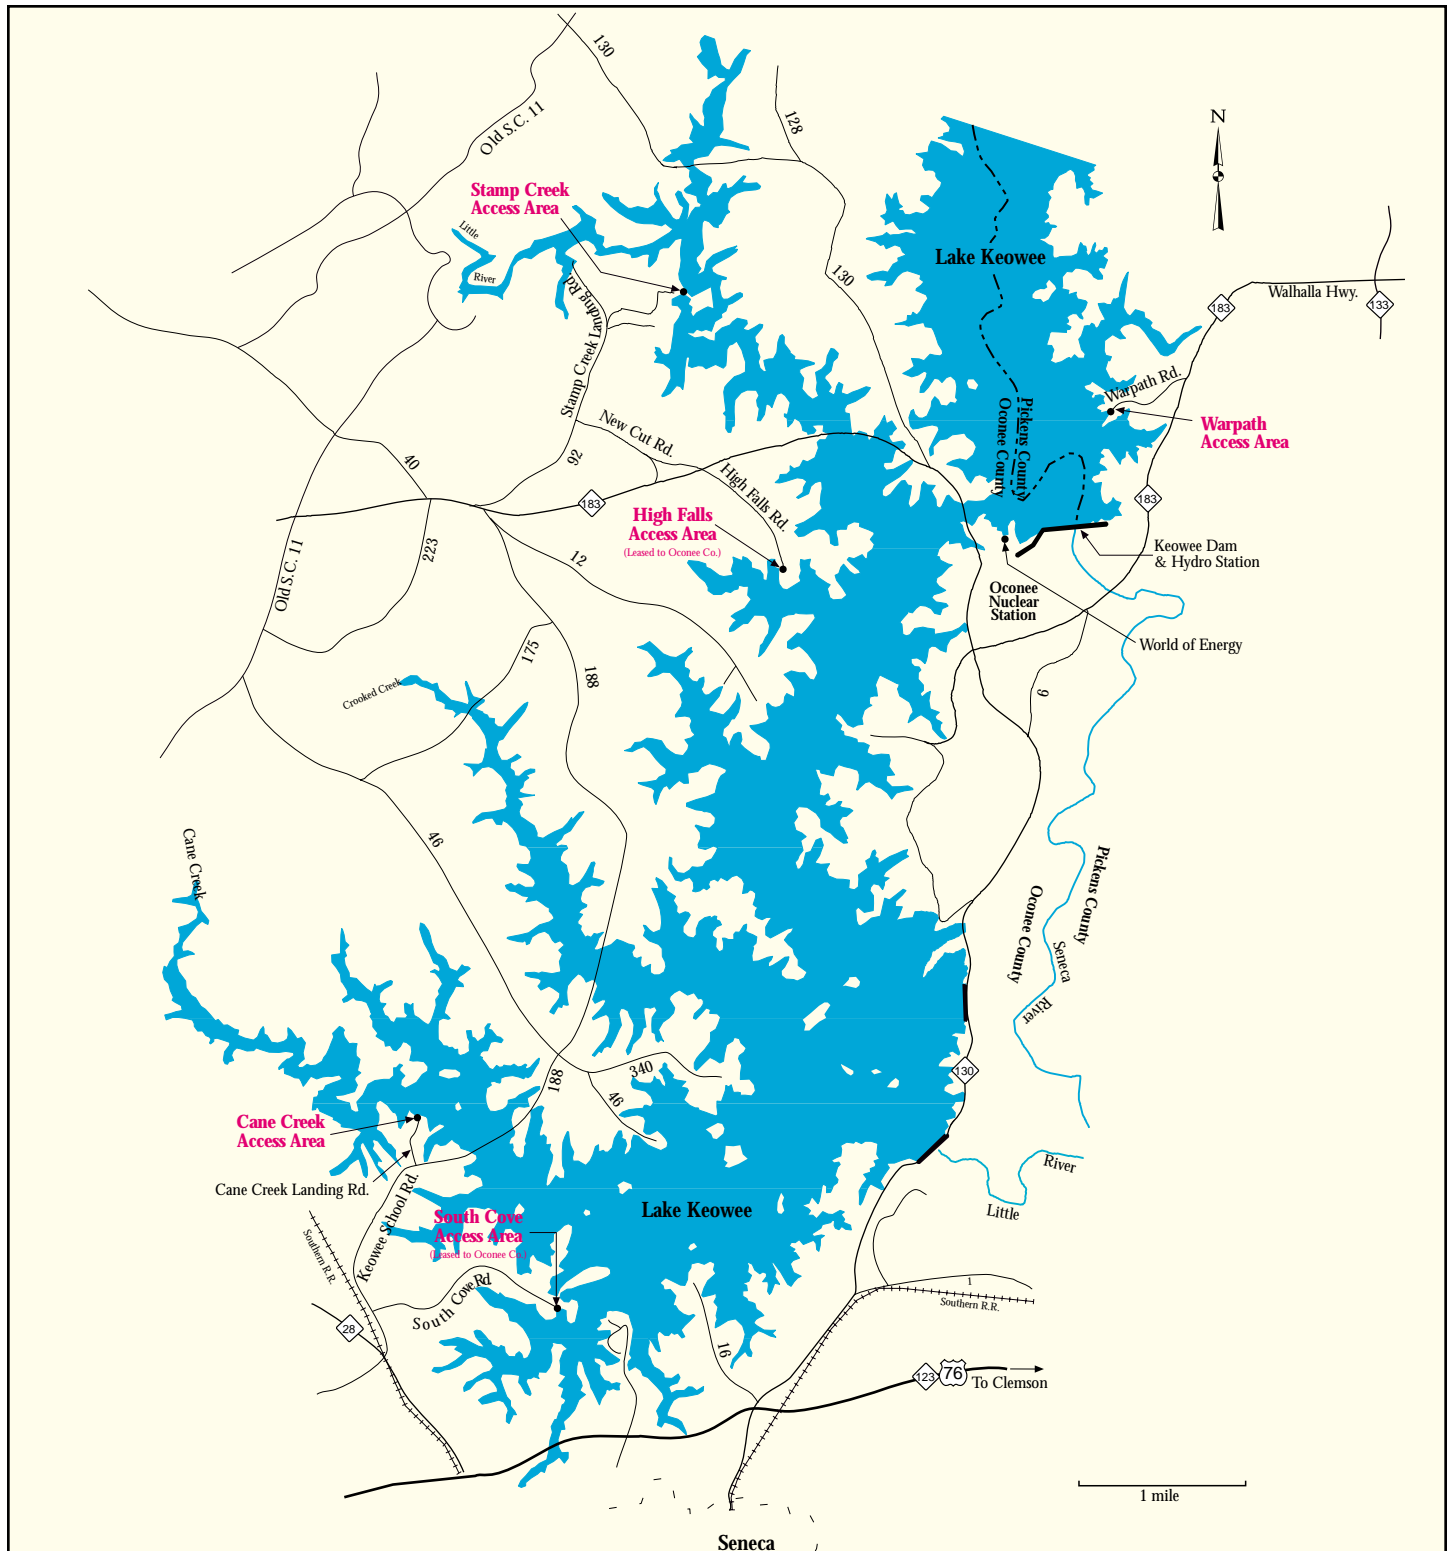 130
Old S.C. 11
128
N
Stamp Creek
Access Area
Little
River
Lake Keowee
130
Stamp Creek Landing Rd.
Walhalla Hwy.
183
133
Warpath Rd.
Pickens County
Oconee County
Warpath
Access Area
New Cut Rd.
92
40
High Falls Rd.
183
183
High Falls
Access Area
(Leased to Oconee Co.)
Keowee Dam
& Hydro Station
223
12
Old S.C. 11
Oconee
Nuclear
Station
World of Energy
175
188
Crooked Creek
9
46
Cane Creek
Pickens County
Oconee County
Seneca
River
130
340
188
46
Cane Creek
Access Area
Cane Creek Landing Rd.
River
Little
Keowee School Rd.
Lake Keowee
South Cove
Access Area
(Leased to Oconee Co.)
Southern R.R.
South Cove Rd.
1
Southern R.R.
28
16
123
76
To Clemson
1 mile
Seneca